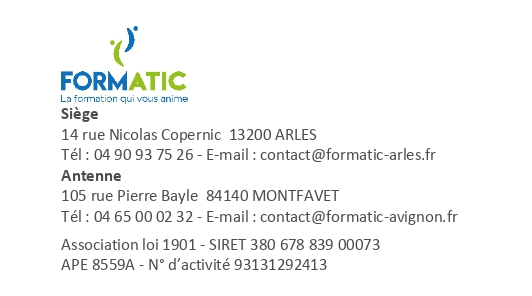 FORMATIC
La formation qui vous anime
Siège
14 rue Nicolas Copernic  13200 ARLES
Tél : 04 90 93 75 26 - E-mail : contact@formatic-arles.fr
Antenne
105 rue Pierre Bayle  84140 MONTFAVET
Tél : 04 65 00 02 32 - E-mail : contact@formatic-avignon.fr
Association loi 1901 - SIRET 380 678 839 00073
APE 8559A - N° d’activité 93131292413